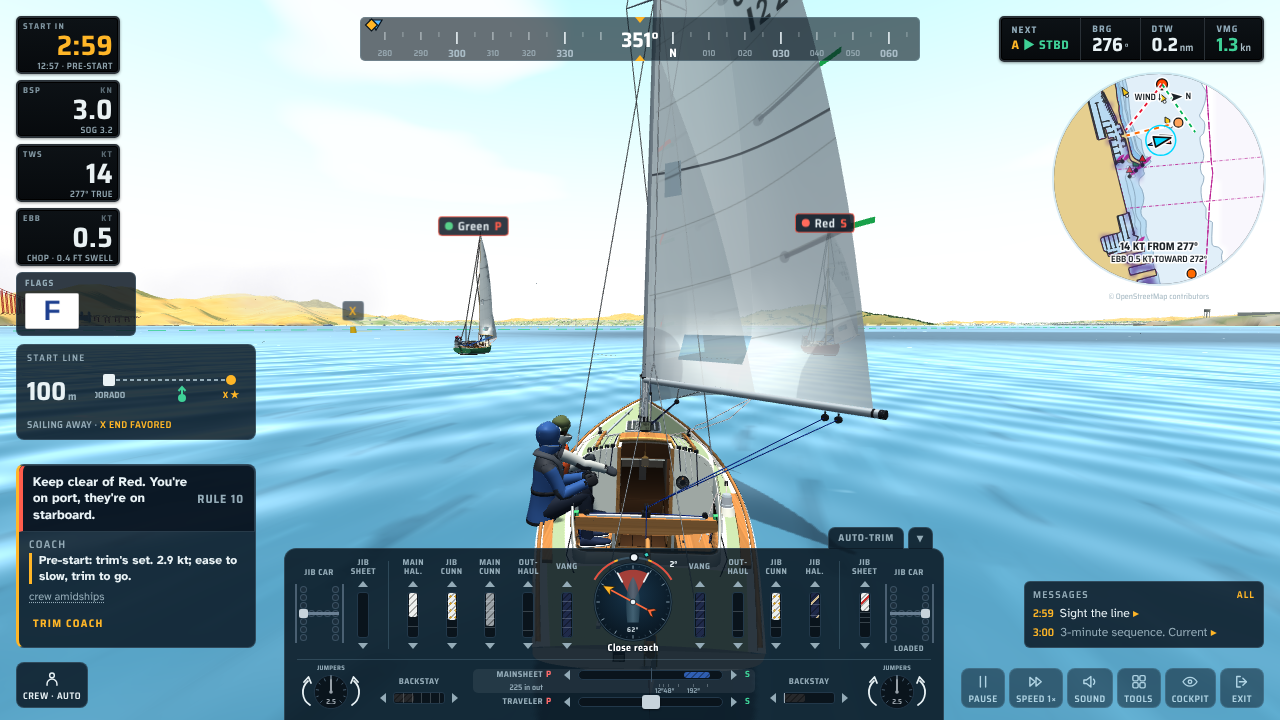 START IN
2:59
12:57 · PRE-START
BSP KN
3.0
SOG 3.2
TWS KT
14
277° TRUE
EBB KT
0.5
CHOP · 0.4 FT SWELL
FLAGS
F
START LINE
100 m
X ★
SAILING AWAY · X END FAVORED
Keep clear of Red. You're on port, they're on starboard.
RULE 10
COACH
Pre-start: trim's set. 2.9 kt; ease to slow, trim to go.
crew amidships
TRIM COACH
CREW · AUTO
280 290 300 310 320 330 351° N 010 020 030 040 050 060
NEXT
A ▶ STBD
BRG
276°
DTW
0.2 nm
VMG
1.3 kn
WIND
N
14 KT FROM 277°
EBB 0.5 KT TOWARD 272°
© OpenStreetMap contributors
Green P
Red S
X
AUTO-TRIM ▼
JIB CAR
JIB SHEET
MAIN HAL.
JIB CUNN
MAIN CUNN
OUT-HAUL
VANG
2°
62°
Close reach
VANG
OUT-HAUL
JIB CUNN
JIB HAL.
JIB SHEET
JIB CAR
LOADED
JUMPERS
2.5
BACKSTAY
MAINSHEET P
225 in out
S
12'48" 192"
TRAVELER P
S
BACKSTAY
JUMPERS
2.5
MESSAGES ALL
2:59 Sight the line ▸
3:00 3-minute sequence. Current ▸
PAUSE
SPEED 1×
SOUND
TOOLS
COCKPIT
EXIT